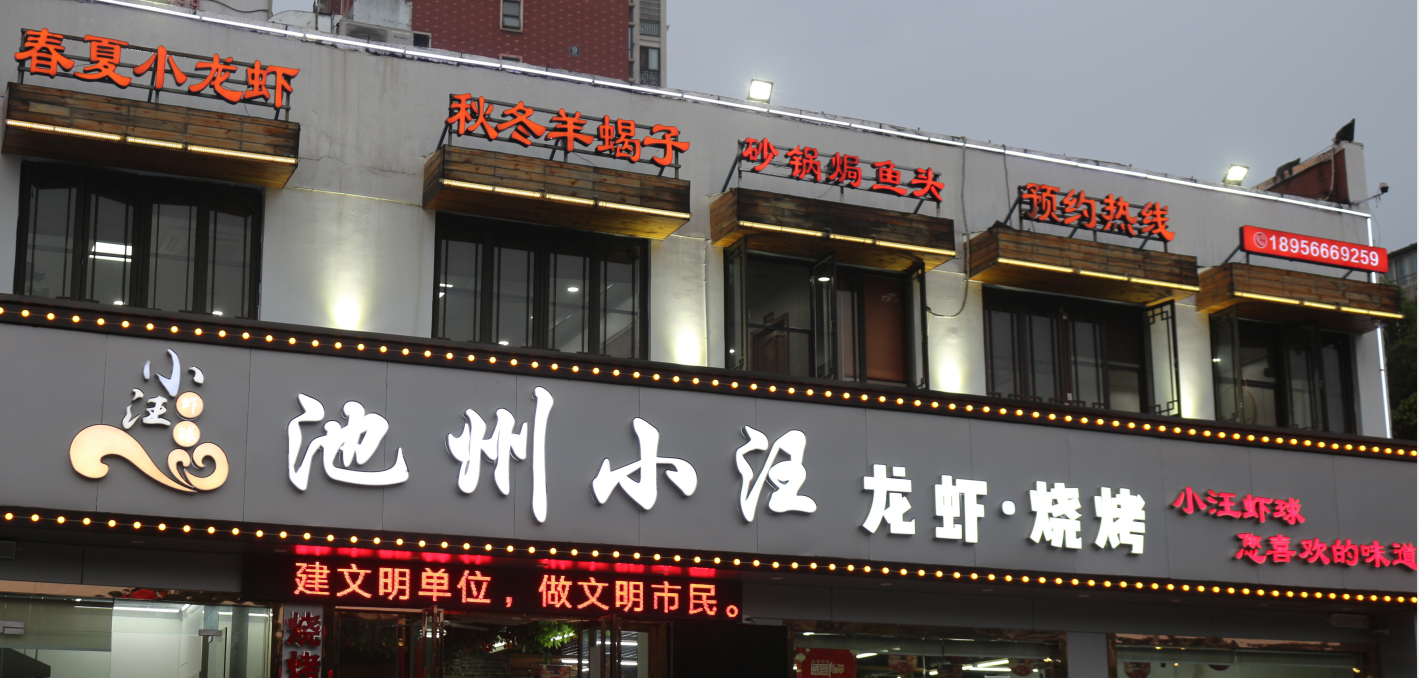 春夏小龙虾
秋冬羊蝎子
砂锅焗鱼头
预约热线
18956669259
小汪
池州小汪
龙虾·烧烤
小汪虾球
您喜欢的味道
建文明单位，做文明市民。
烧烤